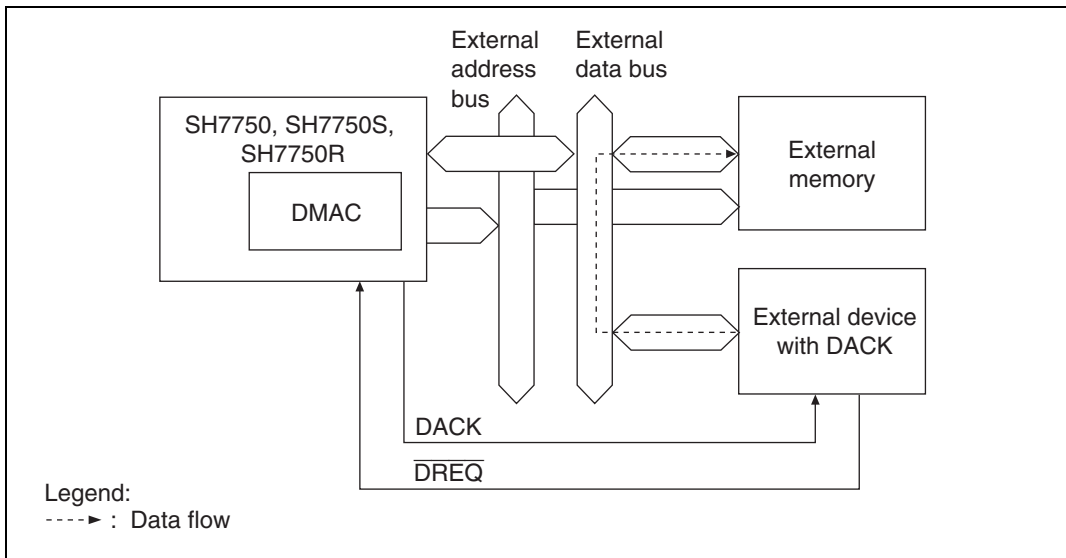 External
address
bus
External
data bus
SH7750, SH7750S,
SH7750R
DMAC
External
memory
External device
with DACK
DACK
DREQ
Legend:
: Data flow